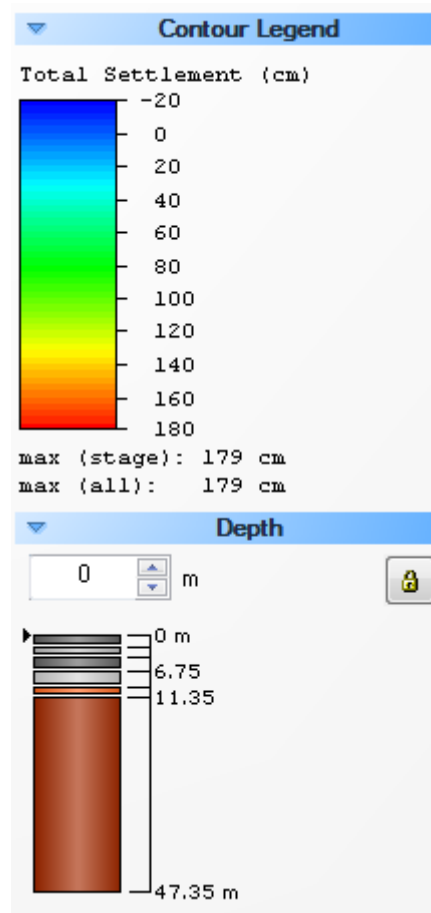 Contour Legend
Total Settlement (cm)
-20
0
20
40
60
80
100
120
140
160
180
max (stage): 179 cm
max (all): 179 cm
Depth
0 m
0 m
6.75
11.35
47.35 m